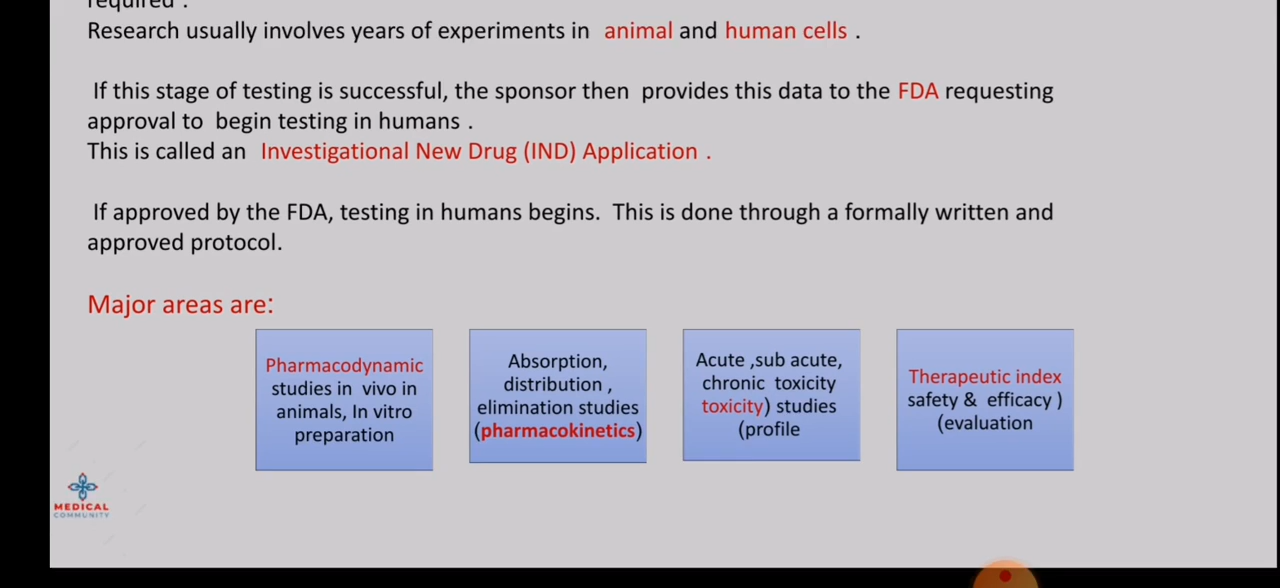 required .
Research usually involves years of experiments in animal and human cells .
If this stage of testing is successful, the sponsor then provides this data to the FDA requesting
approval to begin testing in humans .
This is called an Investigational New Drug (IND) Application .
If approved by the FDA, testing in humans begins. This is done through a formally written and
approved protocol.
Major areas are:
Pharmacodynamic
studies in vivo in
animals, In vitro
preparation
Absorption,
distribution ,
elimination studies
(pharmacokinetics)
Acute ,sub acute,
chronic toxicity
toxicity) studies
(profile
Therapeutic index
safety & efficacy )
(evaluation
MEDICAL
COMMUNITY